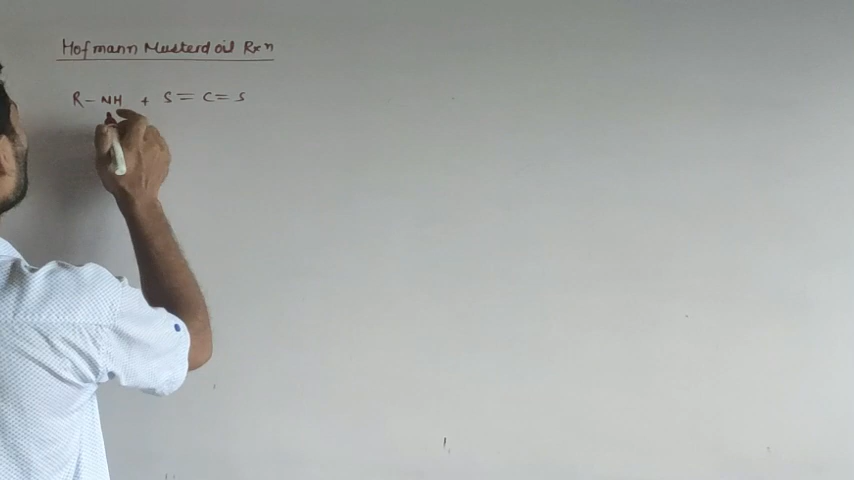 Hofmann Musterd oil Rxn
R - NH + S = C = S